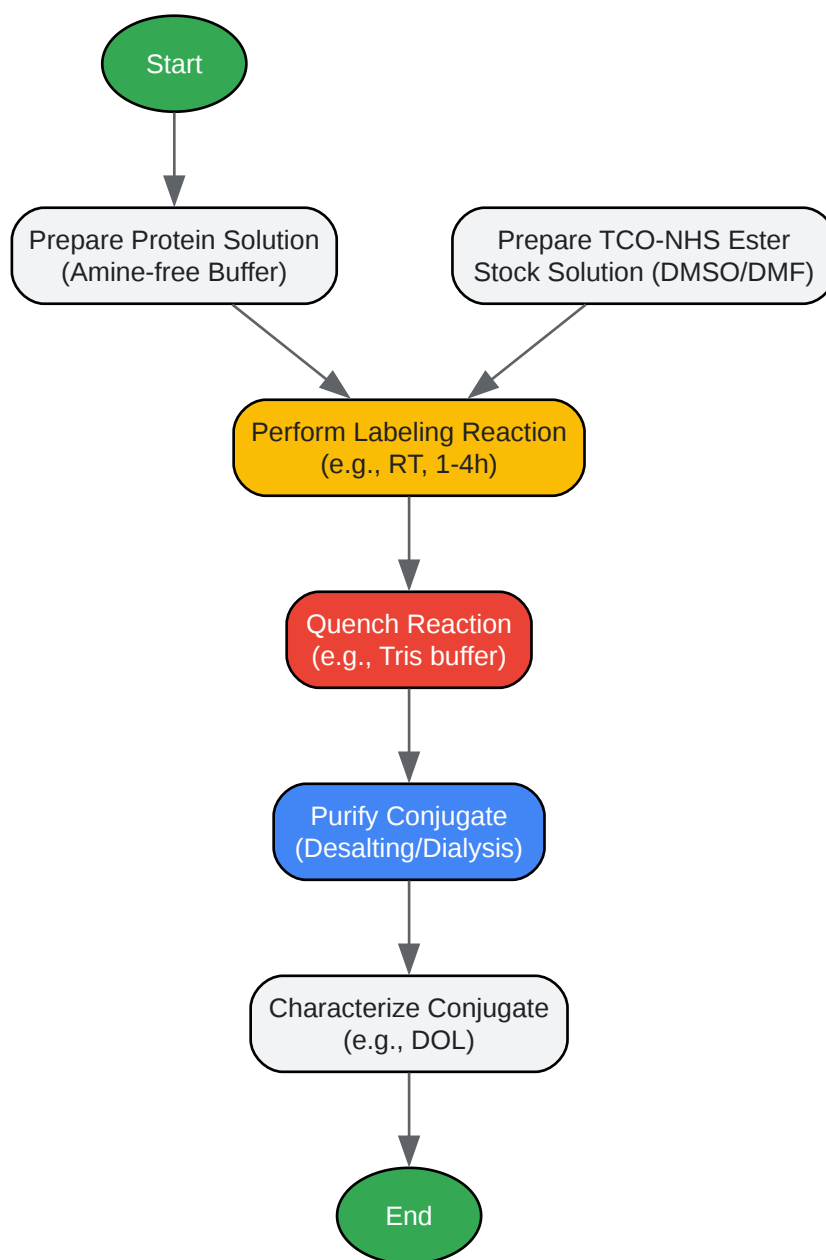 Start
Prepare Protein Solution
(Amine-free Buffer)
Prepare TCO-NHS Ester
Stock Solution (DMSO/DMF)
Perform Labeling Reaction
(e.g., RT, 1-4h)
Quench Reaction
(e.g., Tris buffer)
Purify Conjugate
(Desalting/Dialysis)
Characterize Conjugate
(e.g., DOL)
End